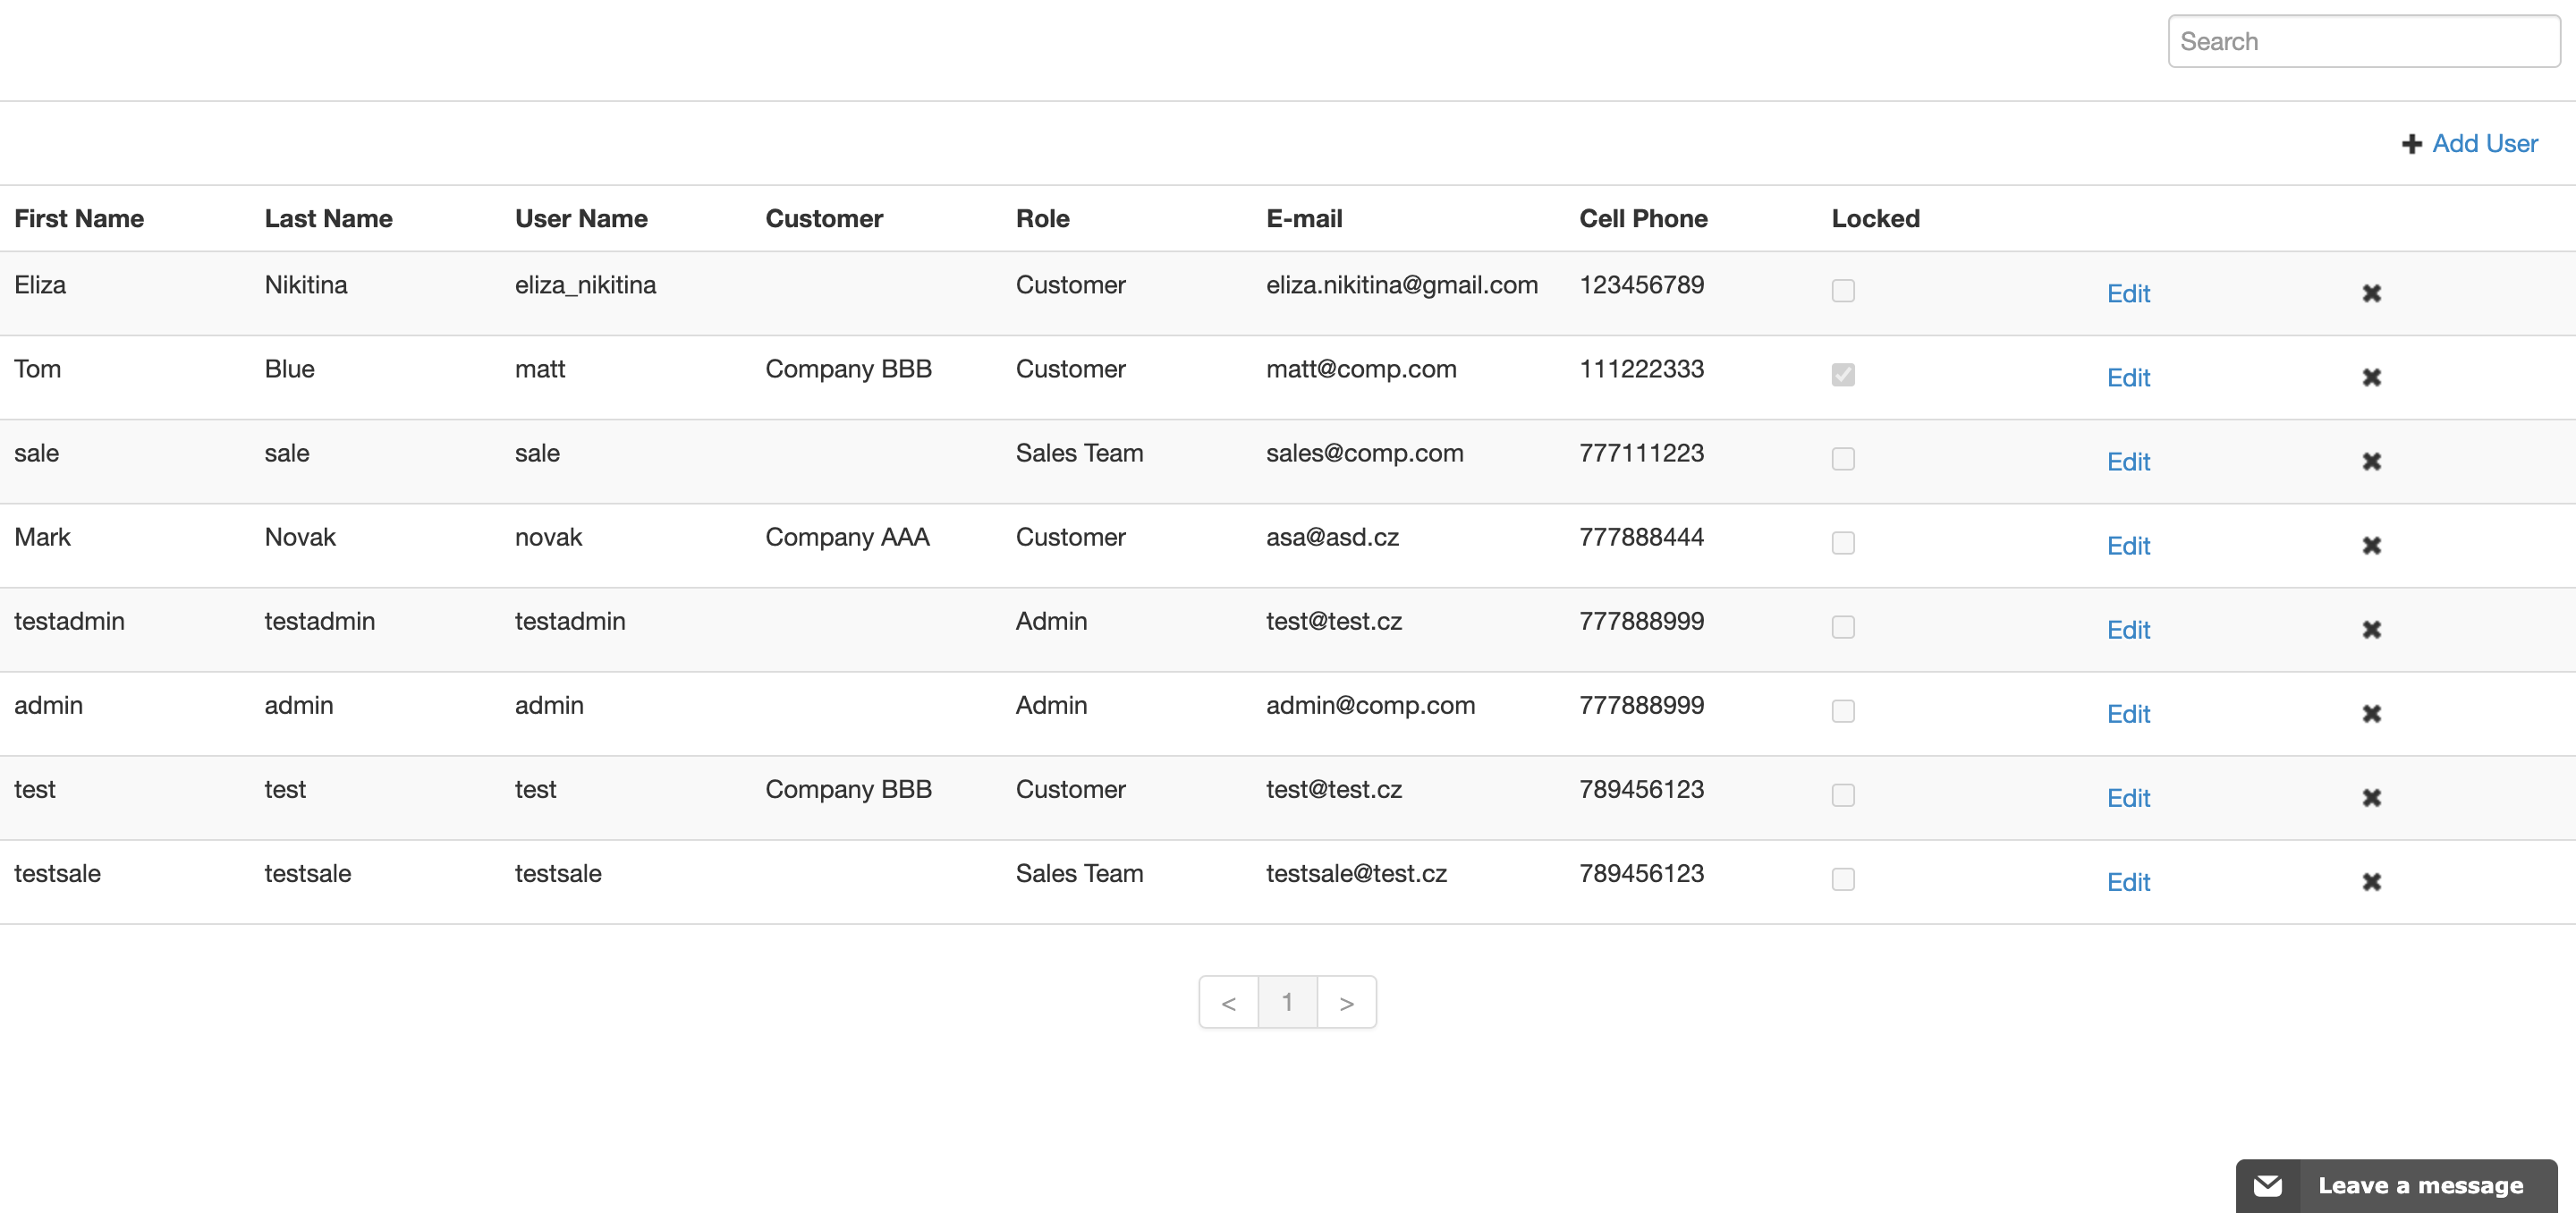 Search
Add User
First Name Last Name User Name Customer Role E-mail Cell Phone Locked
Eliza Nikitina eliza_nikitina Customer eliza.nikitina@gmail.com 123456789 Edit
Tom Blue matt Company BBB Customer matt@comp.com 111222333 Edit
sale sale sale Sales Team sales@comp.com 777111223 Edit
Mark Novak novak Company AAA Customer asa@asd.cz 777888444 Edit
testadmin testadmin testadmin Admin test@test.cz 777888999 Edit
admin admin admin Admin admin@comp.com 777888999 Edit
test test test Company BBB Customer test@test.cz 789456123 Edit
testsale testsale testsale Sales Team testsale@test.cz 789456123 Edit
< 1 >
Leave a message